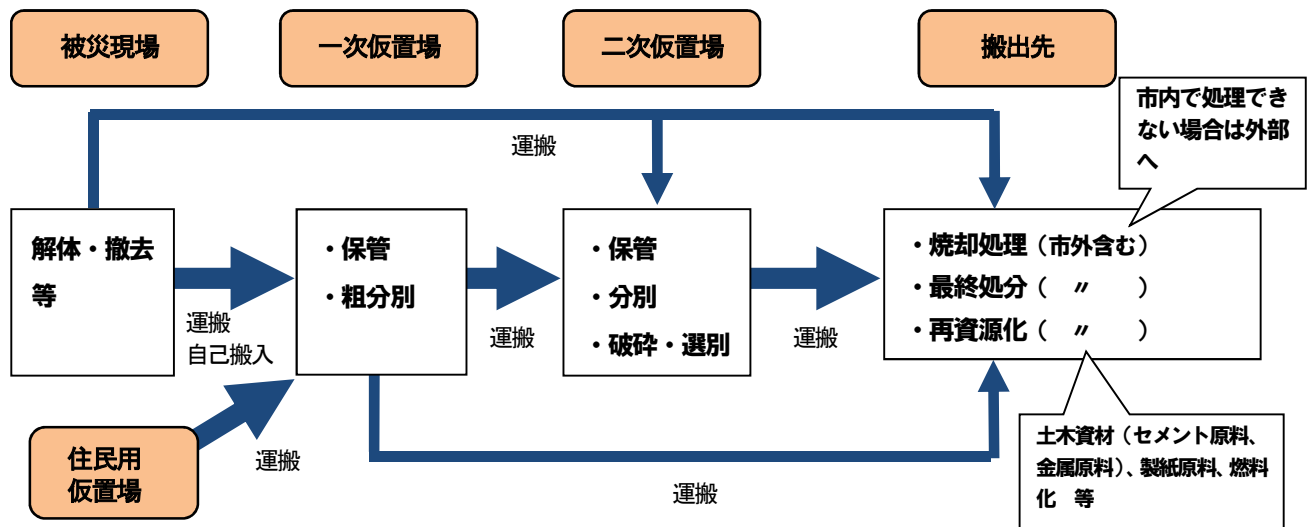 被災現場
一次仮置場
二次仮置場
搬出先
市内で処理でき
ない場合は外部
へ
運搬
解体・撤去
等
運搬
自己搬入
・保管
・粗分別
運搬
・保管
・分別
・破砕・選別
運搬
・焼却処理（市外含む）
・最終処分（ 〃 ）
・再資源化（ 〃 ）
住民用
仮置場
運搬
運搬
土木資材（セメント原料、
金属原料）、製紙原料、燃料
化 等